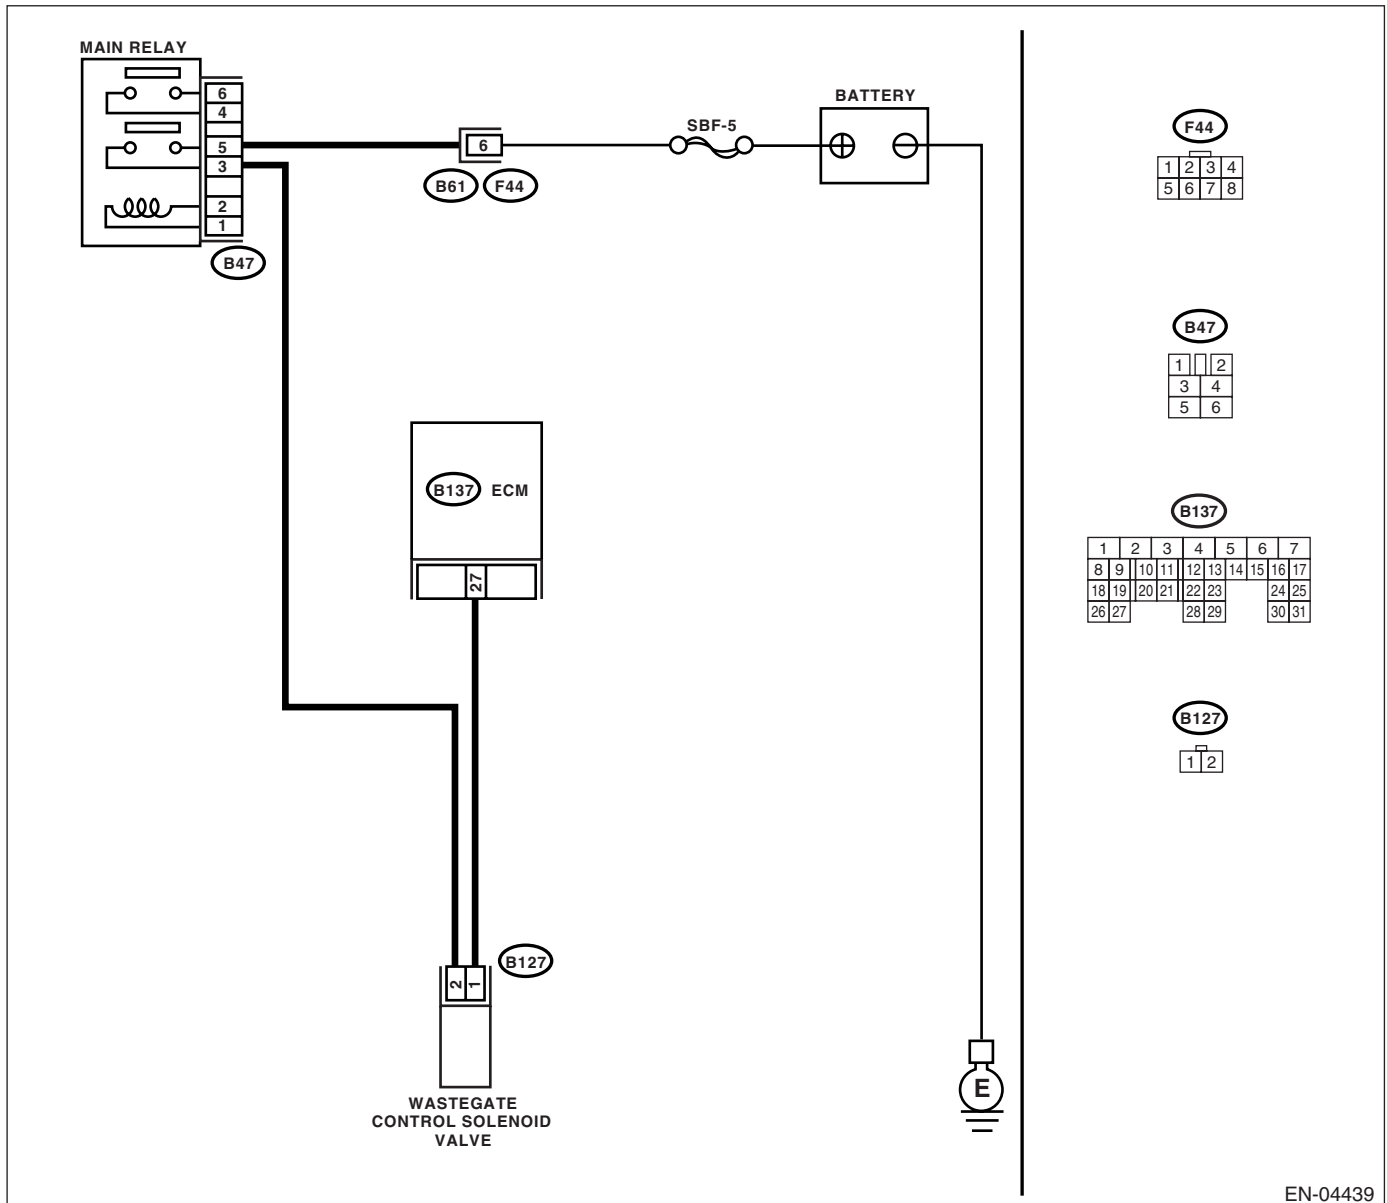 MAIN RELAY
6
4
5
3
2
1
B47
6
B61 F44
SBF-5
BATTERY
B137 ECM
27
2 1
B127
WASTEGATE
CONTROL SOLENOID
VALVE
E
F44
1 2 3 4
5 6 7 8
B47
1 2
3 4
5 6
B137
1 2 3 4 5 6 7
8 9 10 11 12 13 14 15 16 17
18 19 20 21 22 23 24 25
26 27 28 29 30 31
B127
1 2
EN-04439